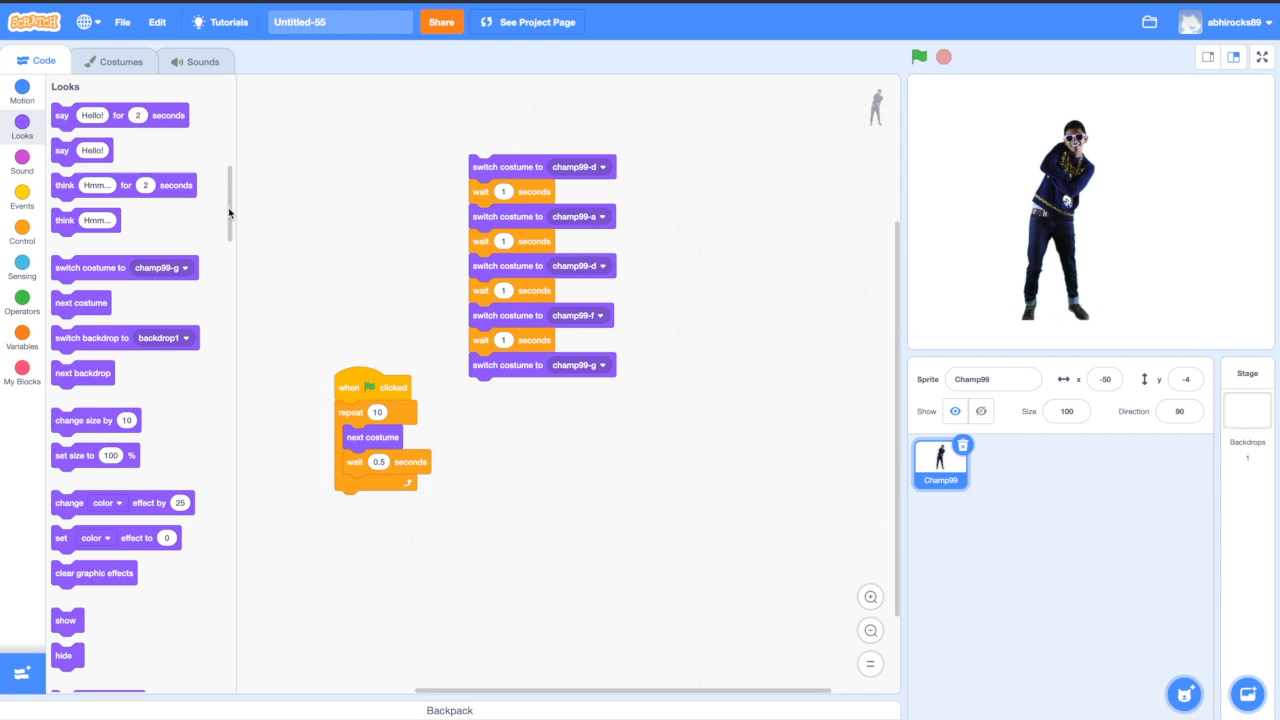 SCRATCH File Edit Tutorials Untitled-55 Share See Project Page abhirocks89
Code Costumes Sounds
Motion
Looks
Sound
Events
Control
Sensing
Operators
Variables
My Blocks
Looks
say Hello! for 2 seconds
say Hello!
think Hmm... for 2 seconds
think Hmm...
switch costume to champ99-g
next costume
switch backdrop to backdrop1
next backdrop
change size by 10
set size to 100 %
change color effect by 25
set color effect to 0
clear graphic effects
show
hide
switch costume to champ99-d
wait 1 seconds
switch costume to champ99-a
wait 1 seconds
switch costume to champ99-d
wait 1 seconds
switch costume to champ99-f
wait 1 seconds
switch costume to champ99-g
when clicked
repeat 10
next costume
wait 0.5 seconds
Backpack
Sprite Champ99 x -50 y -4
Show Size 100 Direction 90
Champ99
Stage
Backdrops
1